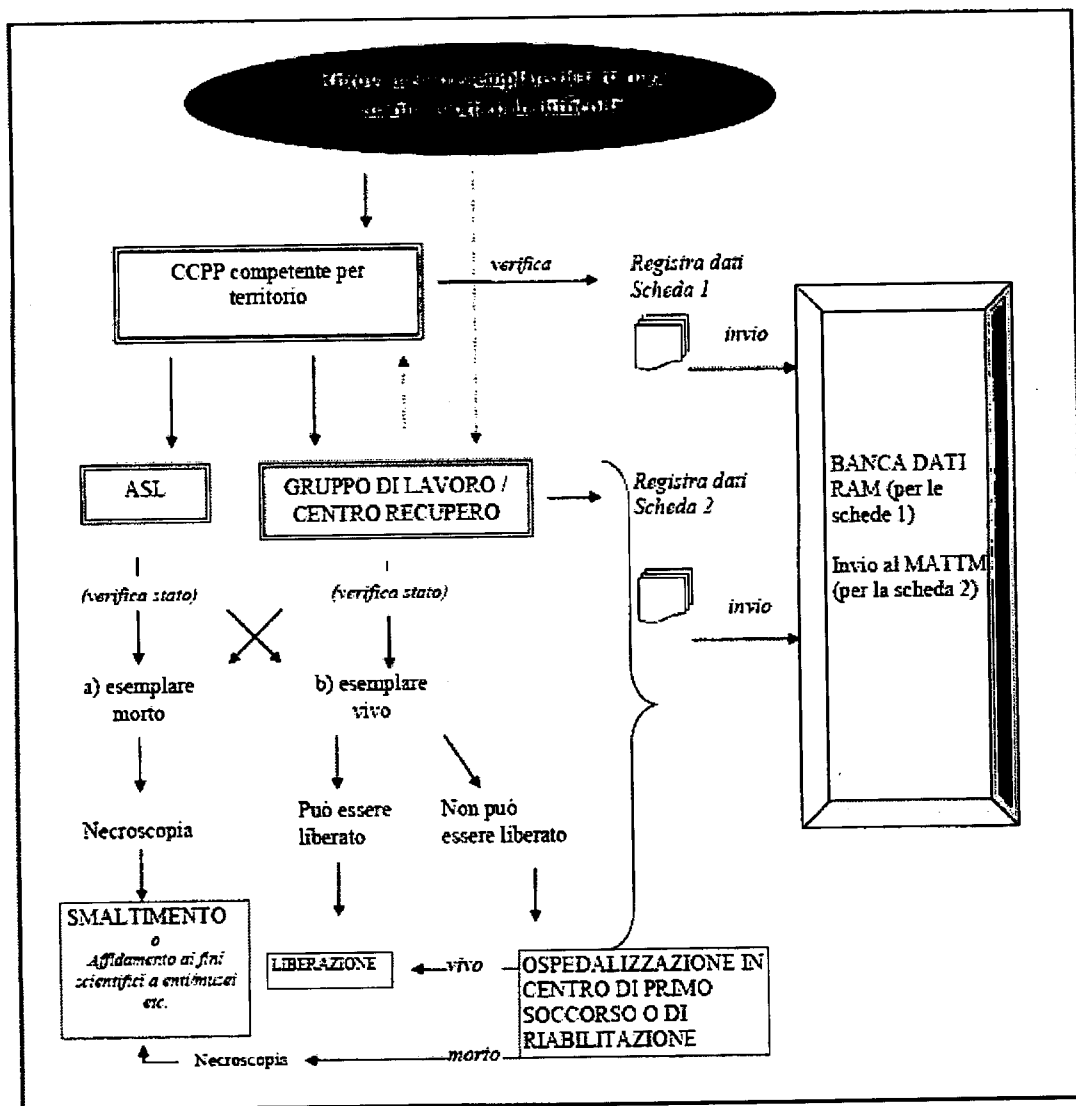 CCPP competente per
territorio
verifica
Registra dati
Scheda 1
invio
ASL
GRUPPO DI LAVORO /
CENTRO RECUPERO
Registra dati
Scheda 2
BANCA DATI
RAM (per le
schede 1)
Invio al MATTM
(per la scheda 2)
(verifica stato)
(verifica stato)
invio
a) esemplare
morto
b) esemplare
vivo
Necroscopia
Può essere
liberato
Non può
essere liberato
SMALTIMENTO
o
Affidamento ai fini
scientifici a enti/musei
etc.
LIBERAZIONE
vivo
OSPEDALIZZAZIONE IN
CENTRO DI PRIMO
SOCCORSO O DI
RIABILITAZIONE
Necroscopia
morto